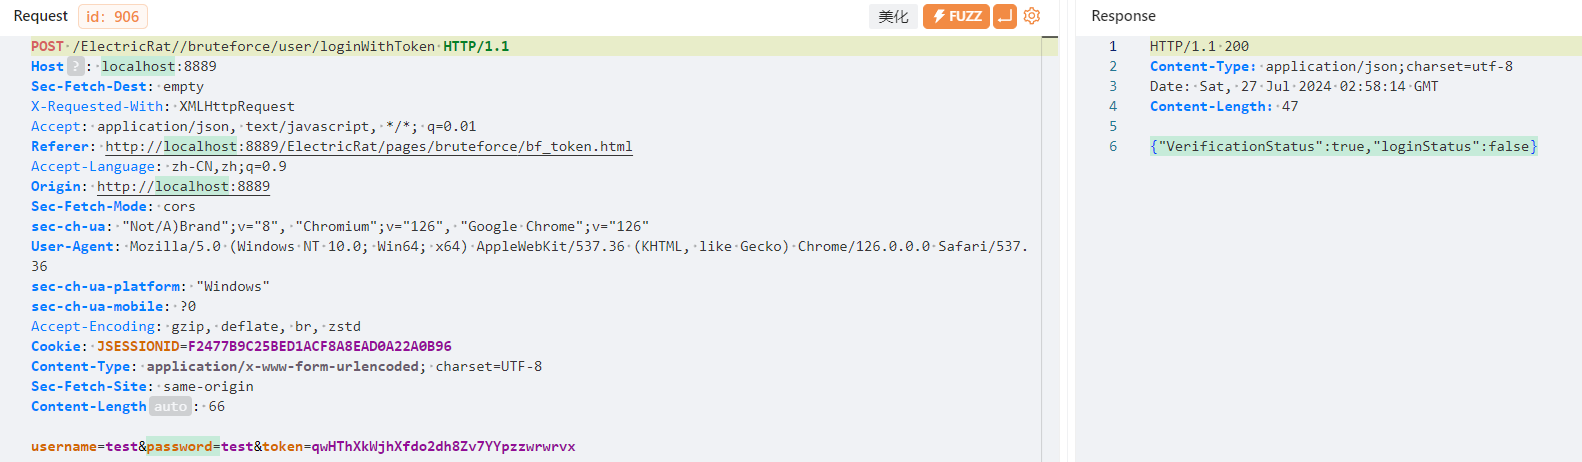 Request id: 906 美化 FUZZ
POST /ElectricRat//bruteforce/user/loginWithToken HTTP/1.1
Host ? : localhost:8889
Sec-Fetch-Dest: empty
X-Requested-With: XMLHttpRequest
Accept: application/json, text/javascript, */*; q=0.01
Referer: http://localhost:8889/ElectricRat/pages/bruteforce/bf_token.html
Accept-Language: zh-CN,zh;q=0.9
Origin: http://localhost:8889
Sec-Fetch-Mode: cors
sec-ch-ua: "Not/A)Brand";v="8", "Chromium";v="126", "Google Chrome";v="126"
User-Agent: Mozilla/5.0 (Windows NT 10.0; Win64; x64) AppleWebKit/537.36 (KHTML, like Gecko) Chrome/126.0.0.0 Safari/537.
36
sec-ch-ua-platform: "Windows"
sec-ch-ua-mobile: ?0
Accept-Encoding: gzip, deflate, br, zstd
Cookie: JSESSIONID=F2477B9C25BED1ACF8A8EAD0A22A0B96
Content-Type: application/x-www-form-urlencoded; charset=UTF-8
Sec-Fetch-Site: same-origin
Content-Length auto : 66
username=test&password=test&token=qwHThXkWjhXfdo2dh8Zv7YYpzzwrwrvx
Response
1 HTTP/1.1 200
2 Content-Type: application/json;charset=utf-8
3 Date: Sat, 27 Jul 2024 02:58:14 GMT
4 Content-Length: 47
5
6 {"VerificationStatus":true,"loginStatus":false}